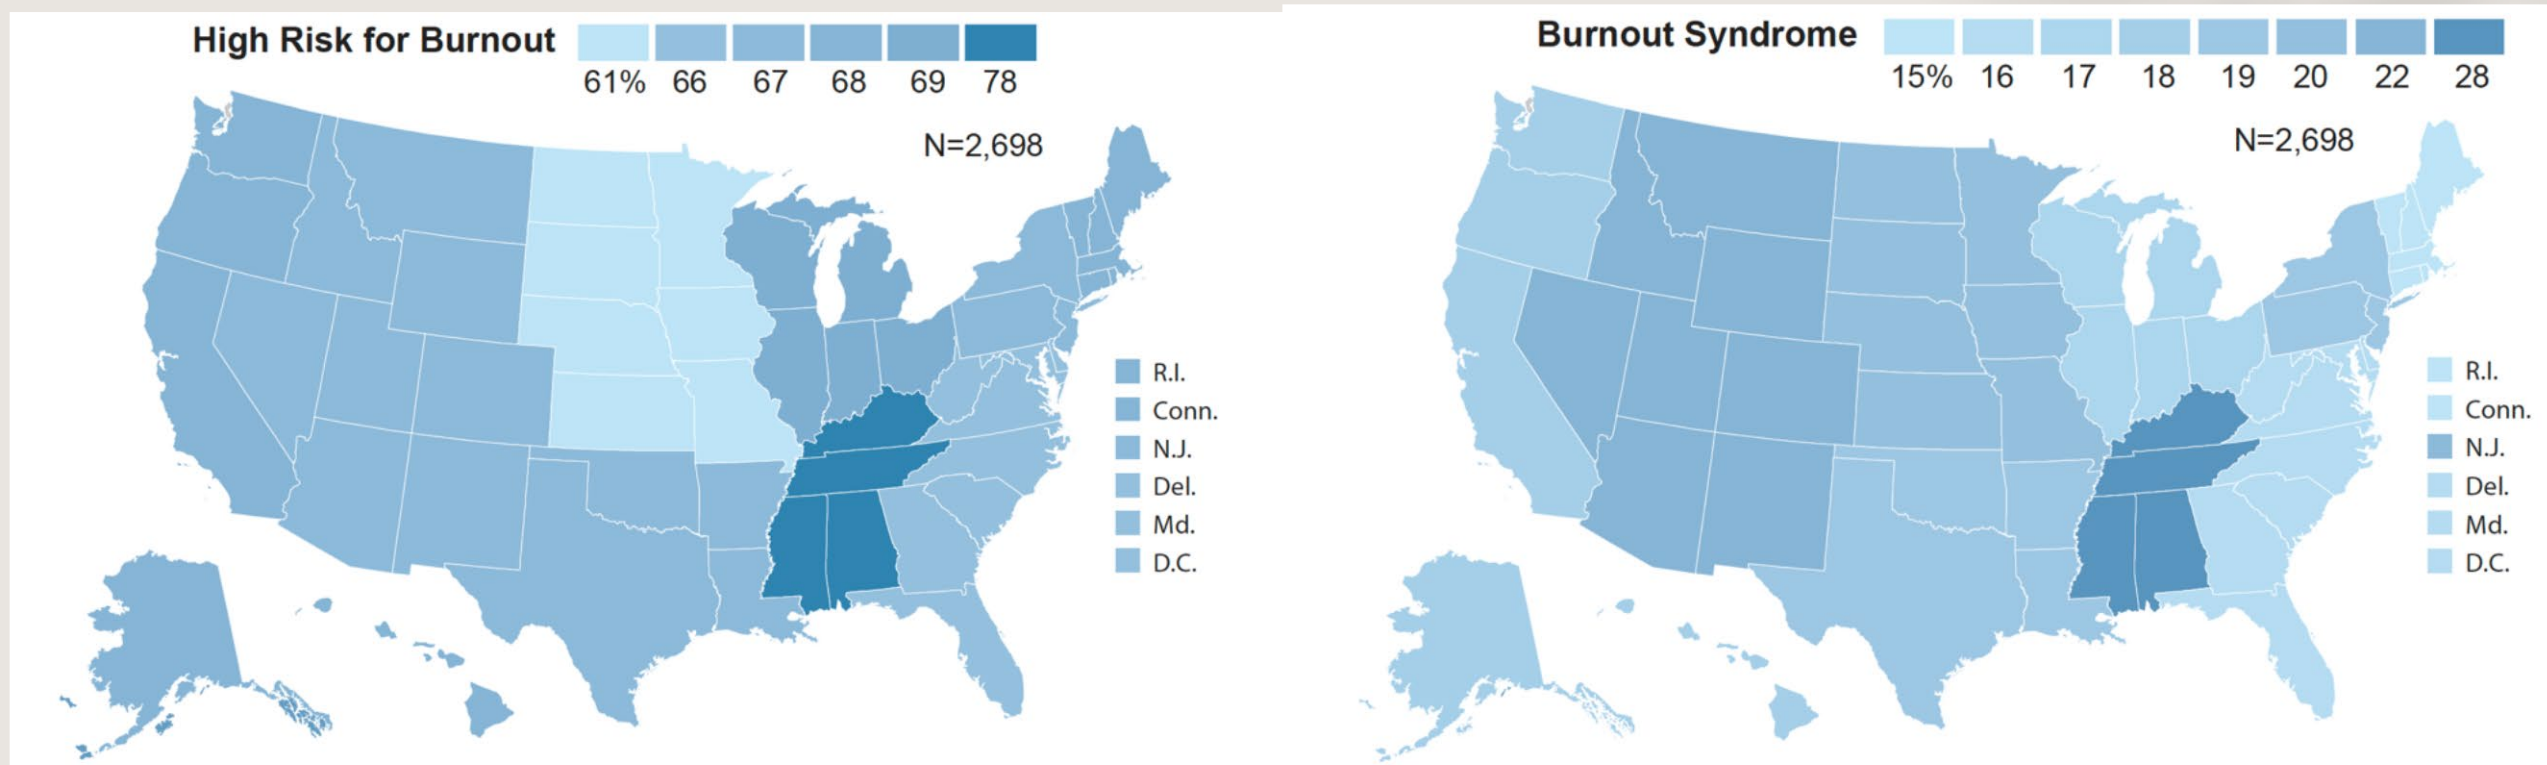 High Risk for Burnout
61% 66 67 68 69 78
N=2,698
R.I.
Conn.
N.J.
Del.
Md.
D.C.
Burnout Syndrome
15% 16 17 18 19 20 22 28
N=2,698
R.I.
Conn.
N.J.
Del.
Md.
D.C.